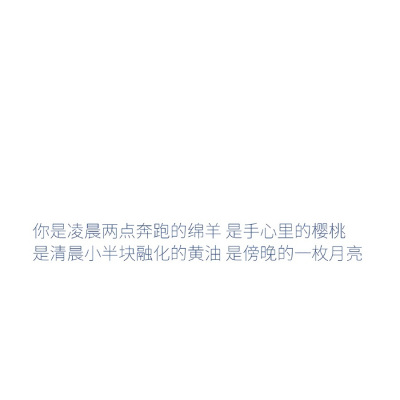 你是凌晨两点奔跑的绵羊 是手心里的樱桃
是清晨小半块融化的黄油 是傍晚的一枚月亮